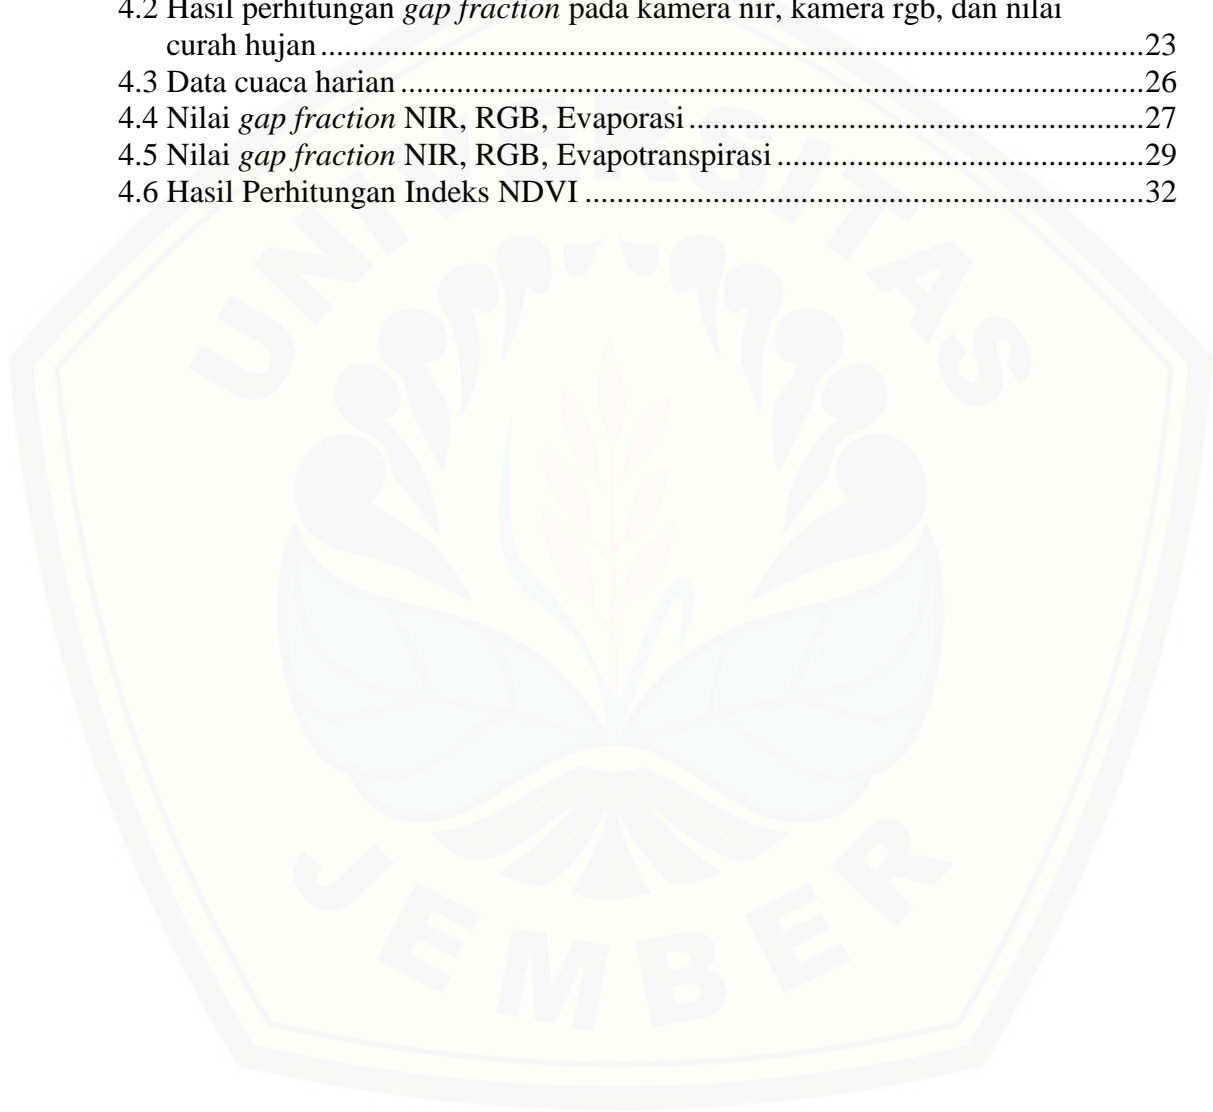 4.2 Hasil perhitungan gap fraction pada kamera nir, kamera rgb, dan nilai
curah hujan.......................................................................................................23
4.3 Data cuaca harian.............................................................................................26
4.4 Nilai gap fraction NIR, RGB, Evaporasi.........................................................27
4.5 Nilai gap fraction NIR, RGB, Evapotranspirasi..............................................29
4.6 Hasil Perhitungan Indeks NDVI......................................................................32
UNIVERSITAS
JEMBER